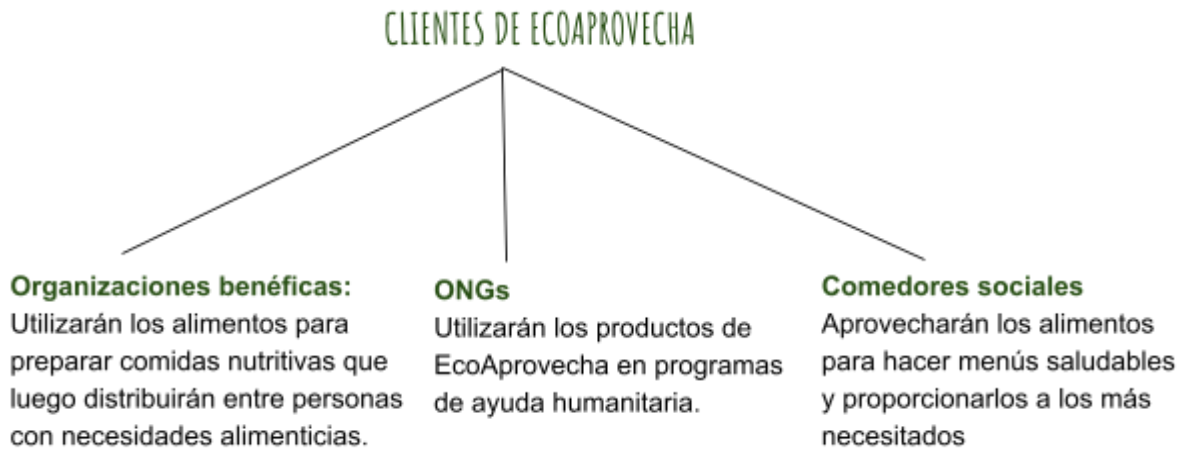 CLIENTES DE ECOAPROVECHA
Organizaciones benéficas:
Utilizarán los alimentos para
preparar comidas nutritivas que
luego distribuirán entre personas
con necesidades alimenticias.
ONGs
Utilizarán los productos de
EcoAprovecha en programas
de ayuda humanitaria.
Comedores sociales
Aprovecharán los alimentos
para hacer menús saludables
y proporcionarlos a los más
necesitados